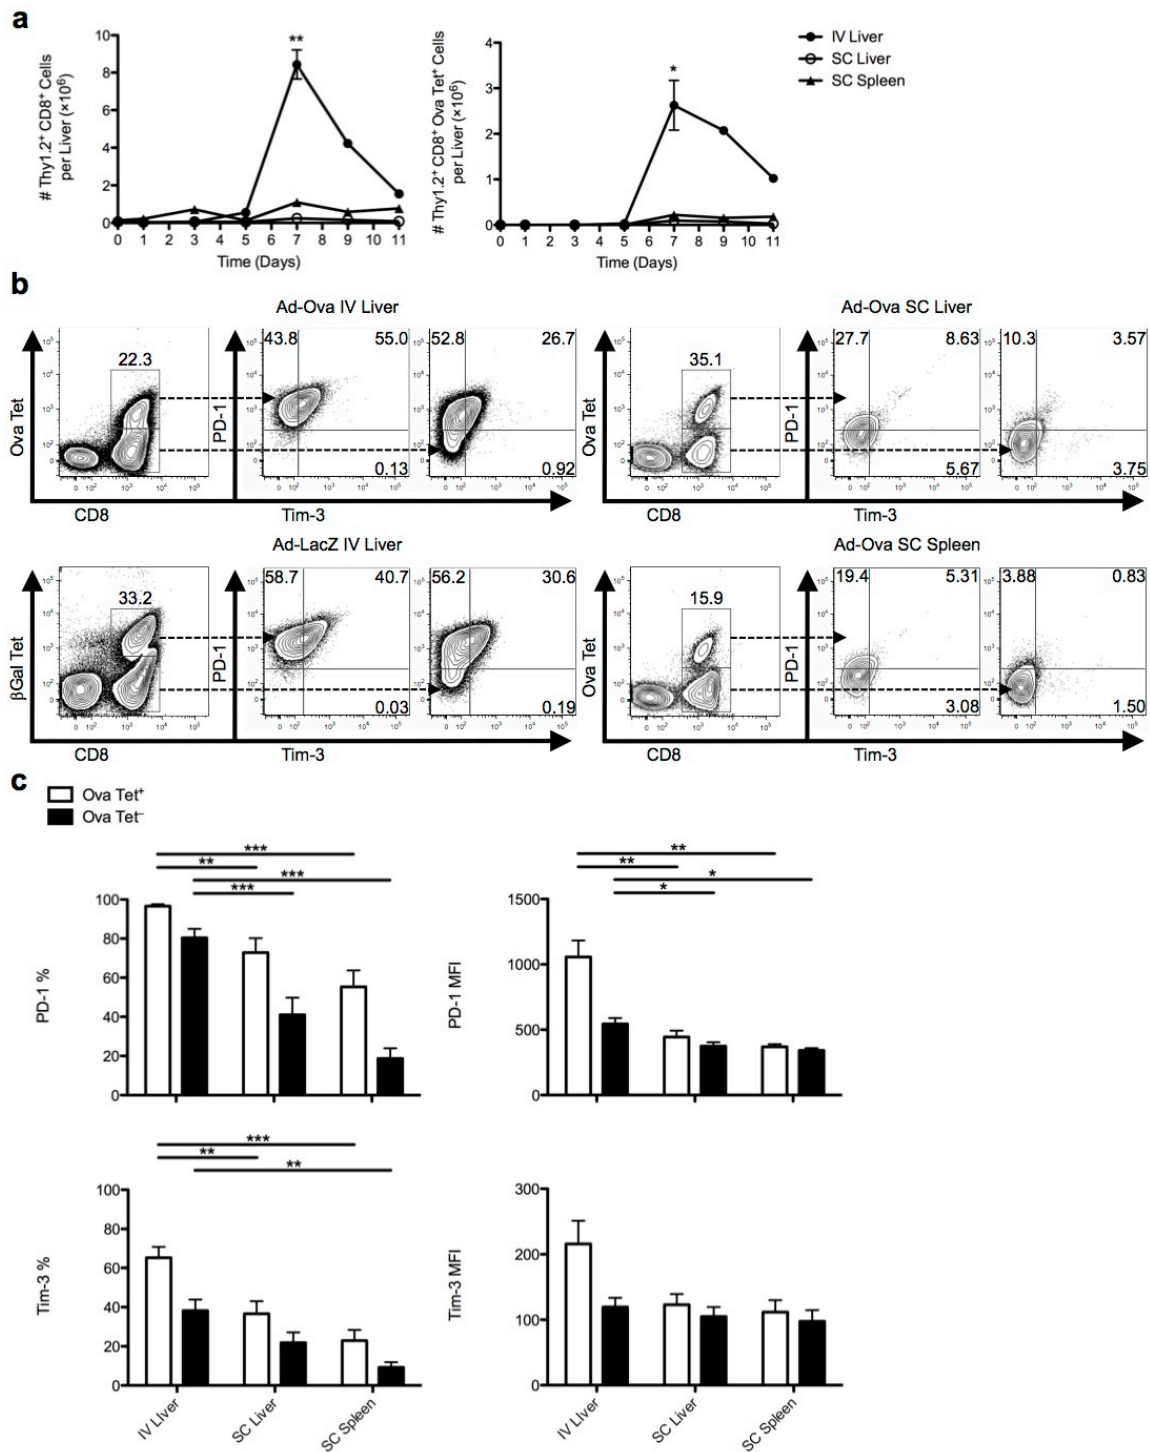 a
# Thy1.2⁺ CD8⁺ Cells
per Liver (×10⁶)
10
8
6
4
2
0
**
0 1 2 3 4 5 6 7 8 9 10 11
Time (Days)
# Thy1.2⁺ CD8⁺ Ova Tet⁺ Cells
per Liver (×10⁶)
4
3
2
1
0
*
0 1 2 3 4 5 6 7 8 9 10 11
Time (Days)
IV Liver
SC Liver
SC Spleen
b
Ad-Ova IV Liver
Ova Tet
22.3
PD-1
43.8 55.0
0.13
52.8 26.7
0.92
CD8
Tim-3
Ad-Ova SC Liver
Ova Tet
35.1
PD-1
27.7 8.63
5.67
10.3 3.57
3.75
CD8
Tim-3
Ad-LacZ IV Liver
βGal Tet
33.2
PD-1
58.7 40.7
0.03
56.2 30.6
0.19
CD8
Tim-3
Ad-Ova SC Spleen
Ova Tet
15.9
PD-1
19.4 5.31
3.08
3.88 0.83
1.50
CD8
Tim-3
c
Ova Tet⁺
Ova Tet⁻
PD-1 %
100
80
60
40
20
0
***
**
***
***
PD-1 MFI
1500
1000
500
0
**
**
*
*
Tim-3 %
100
80
60
40
20
0
***
**
**
IV LIver
SC Liver
SC Spleen
Tim-3 MFI
300
200
100
0
IV LIver
SC Liver
SC Spleen